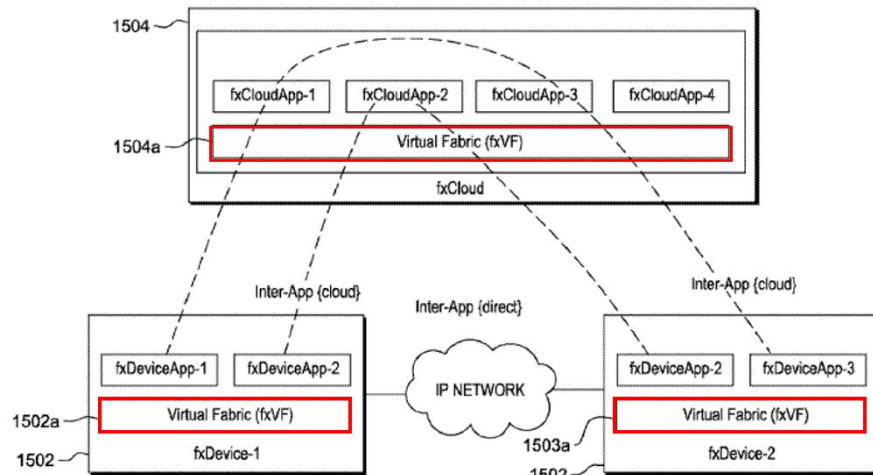 1504
fxCloudApp-1 fxCloudApp-2 fxCloudApp-3 fxCloudApp-4
1504a
Virtual Fabric (fxVF)
fxCloud
Inter-App {cloud} Inter-App {direct} Inter-App {cloud}
fxDeviceApp-1 fxDeviceApp-2 IP NETWORK fxDeviceApp-2 fxDeviceApp-3
1502a Virtual Fabric (fxVF) 1503a Virtual Fabric (fxVF)
1502 fxDevice-1 1502 fxDevice-2